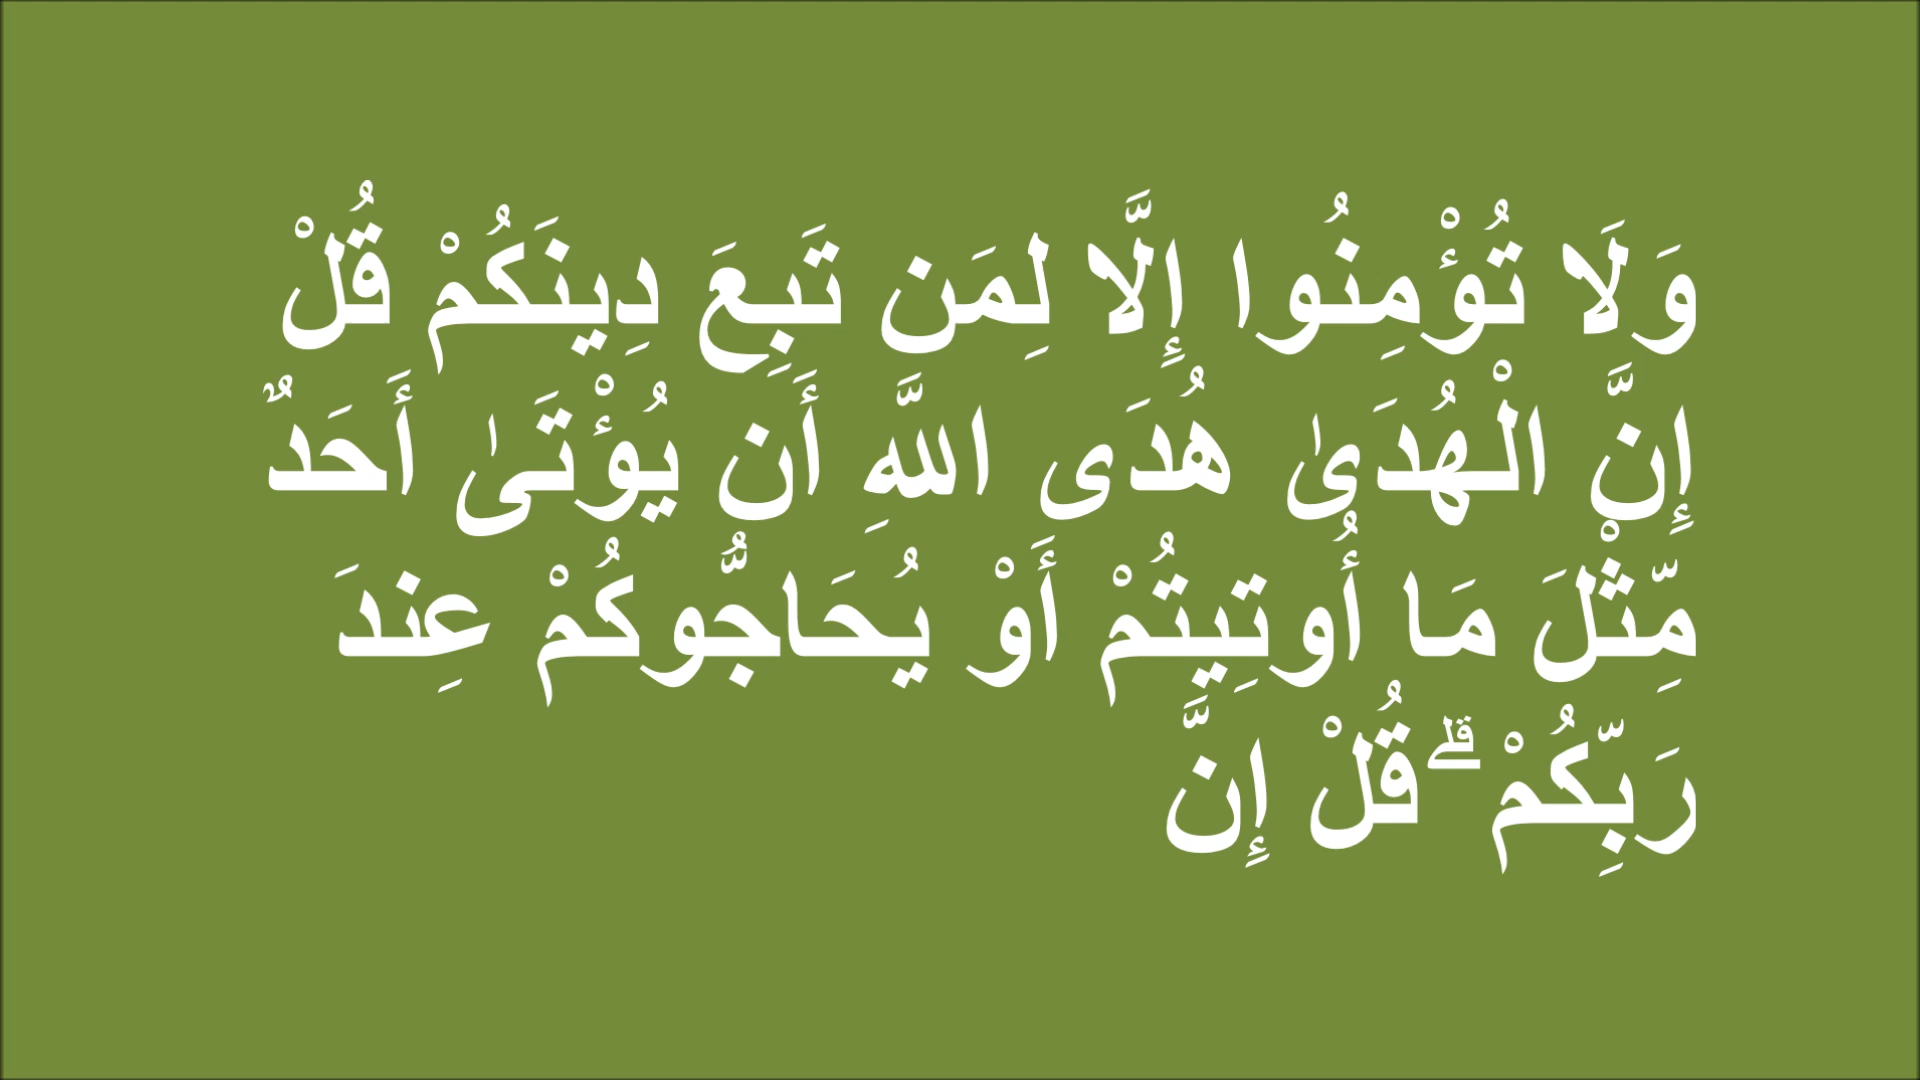 وَلَا تُؤْمِنُوا إِلَّا لِمَن تَبِعَ دِينَكُمْ قُلْ
إِنَّ الْهُدَىٰ هُدَى اللَّهِ أَن يُؤْتَىٰ أَحَدٌ
مِّثْلَ مَا أُوتِيتُمْ أَوْ يُحَاجُّوكُمْ عِندَ
رَبِّكُمْ ۗ قُلْ إِنَّ